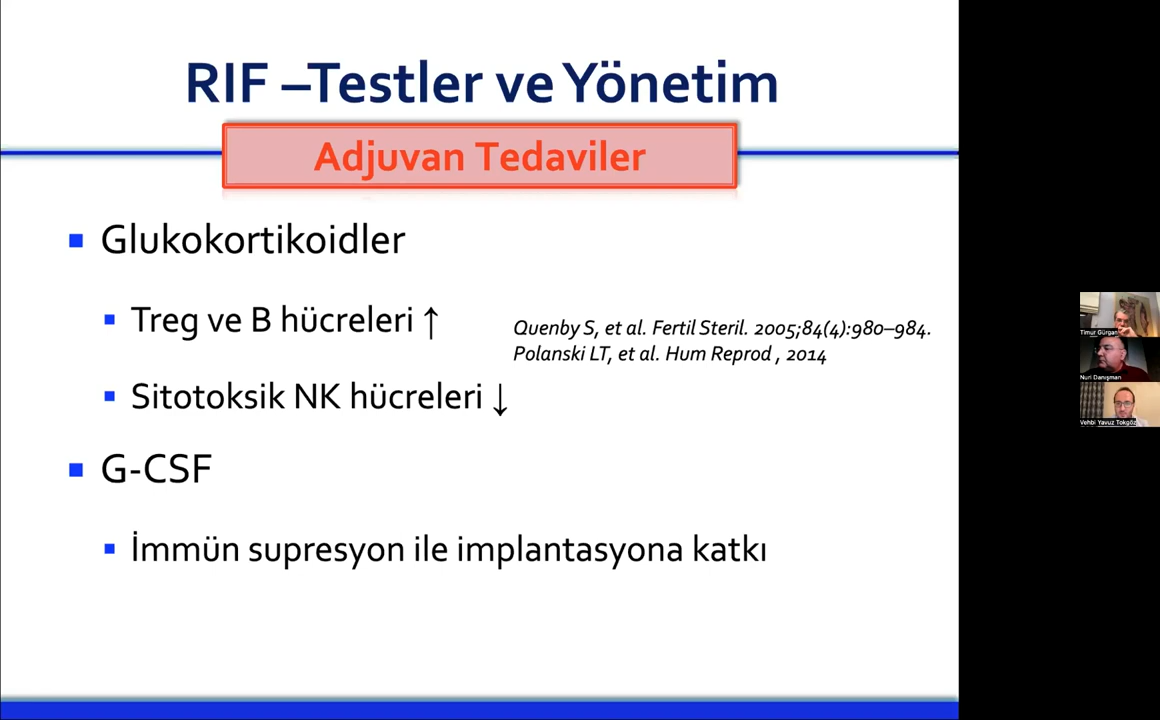 RIF –Testler ve Yönetim
Adjuvan Tedaviler
Glukokortikoidler
Treg ve B hücreleri ↑
Quenby S, et al. Fertil Steril. 2005;84(4):980–984.
Polanski LT, et al. Hum Reprod , 2014
Sitotoksik NK hücreleri ↓
G-CSF
İmmün supresyon ile implantasyona katkı
Timur Gürgan
Nuri Danışman
Vehbi Yavuz Tokgöz